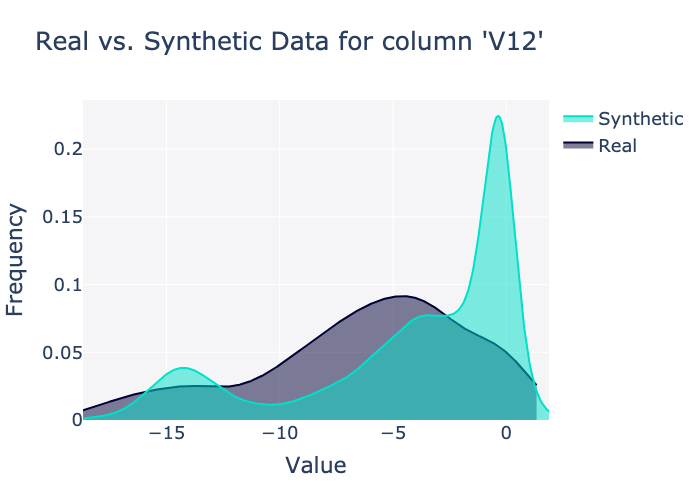 Real vs. Synthetic Data for column 'V12'
Synthetic
Real
0.2
0.15
0.1
0.05
0
Frequency
−15
−10
−5
0
Value